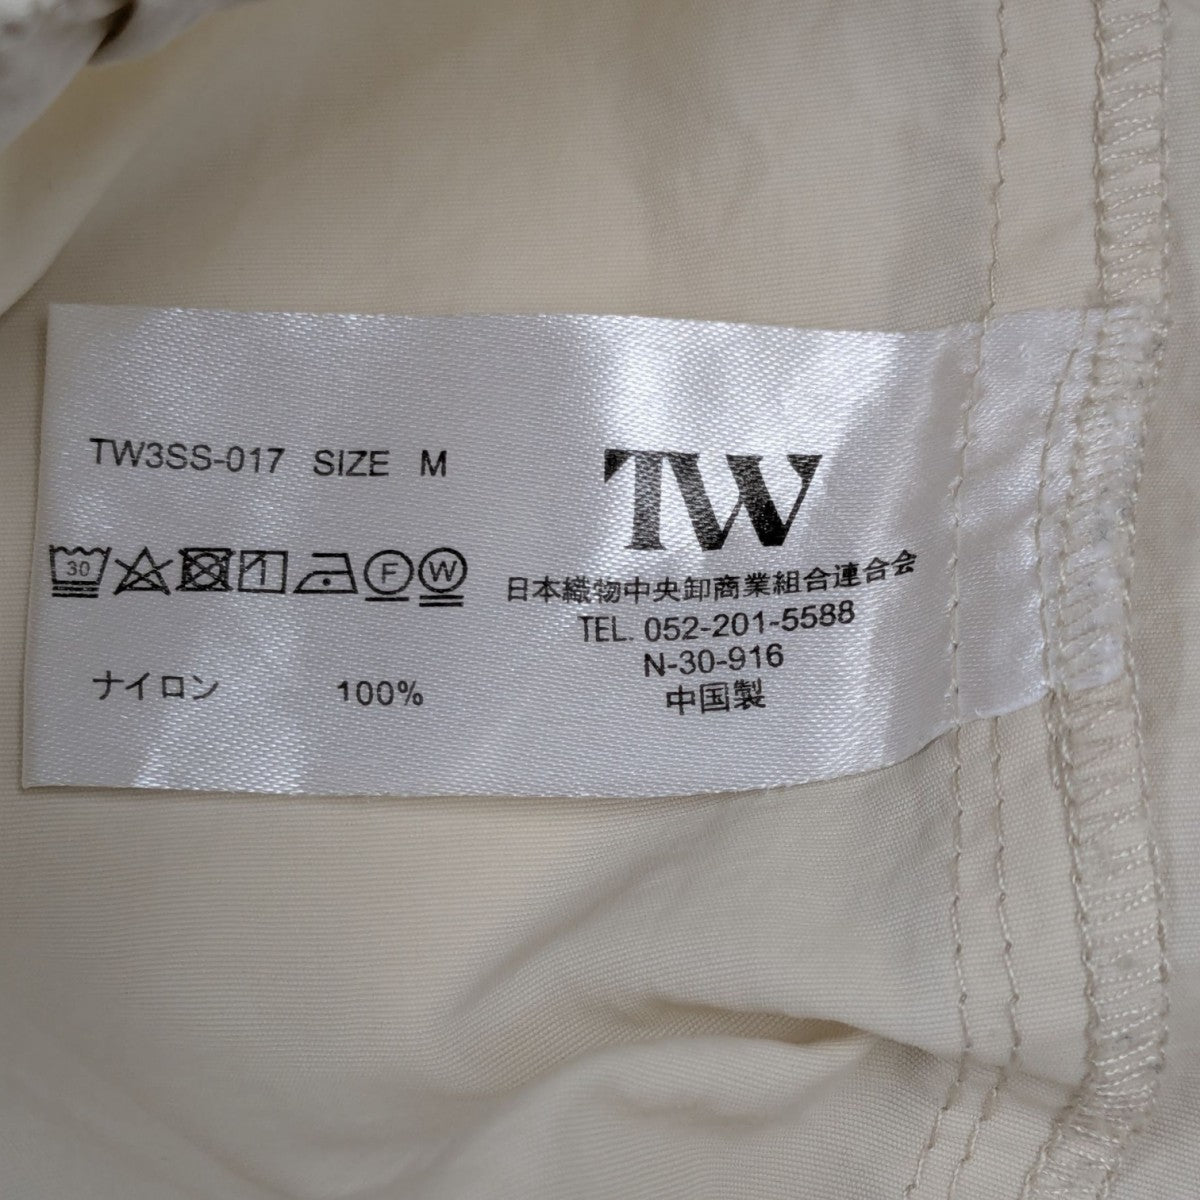 TW3SS-017 SIZE M
30 F W
ナイロン 100%
TW
日本織物中央卸商業組合連合会
TEL. 052-201-5588
N-30-916
中国製